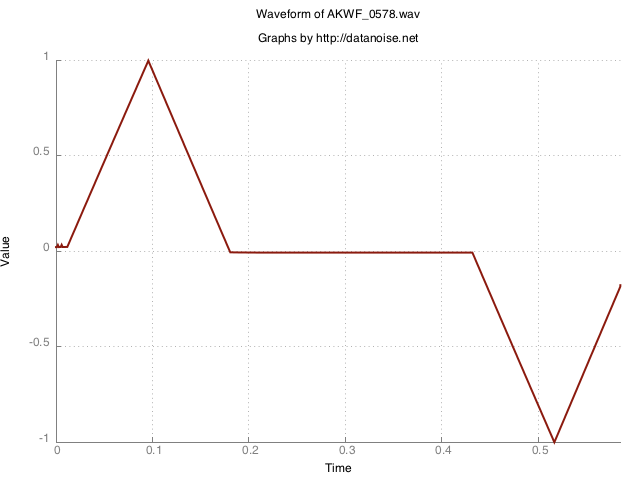 Waveform of AKWF_0578.wav
Graphs by http://datanoise.net
1
0.5
0
-0.5
-1
Value
0 0.1 0.2 0.3 0.4 0.5
Time